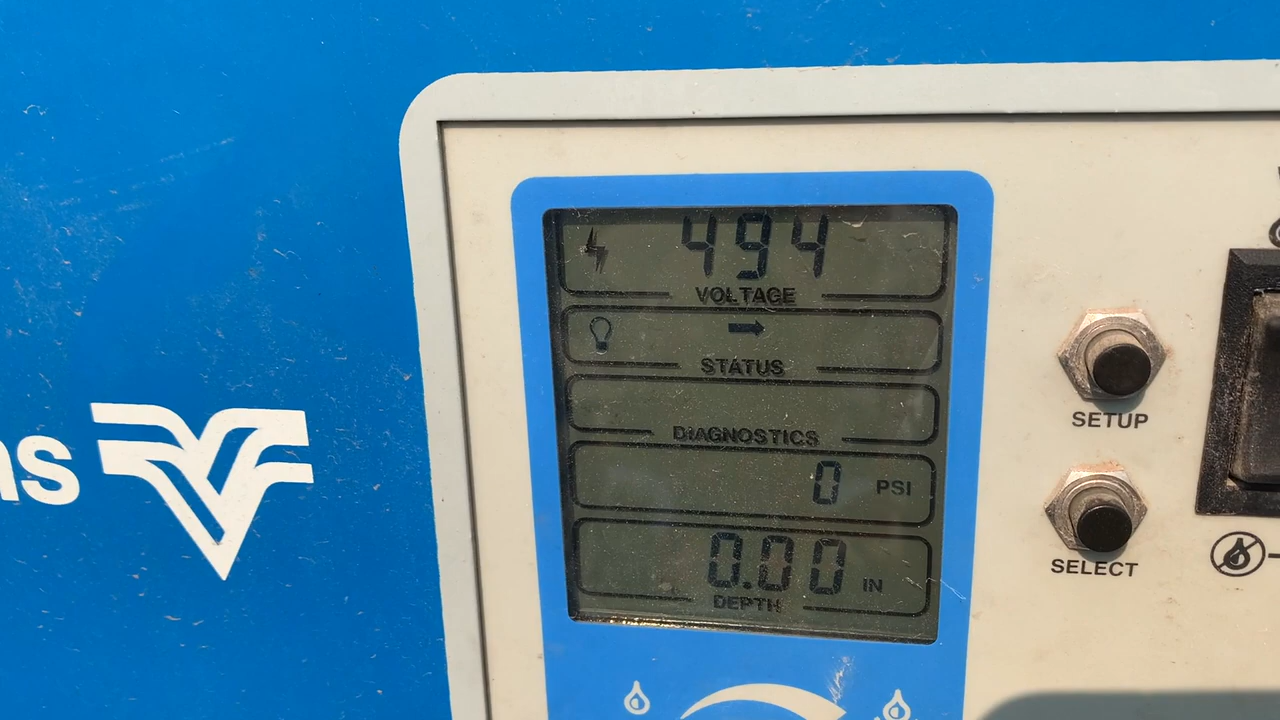 494
VOLTAGE
STATUS
DIAGNOSTICS
0 PSI
0.00 IN
DEPTH
SETUP
SELECT
ns